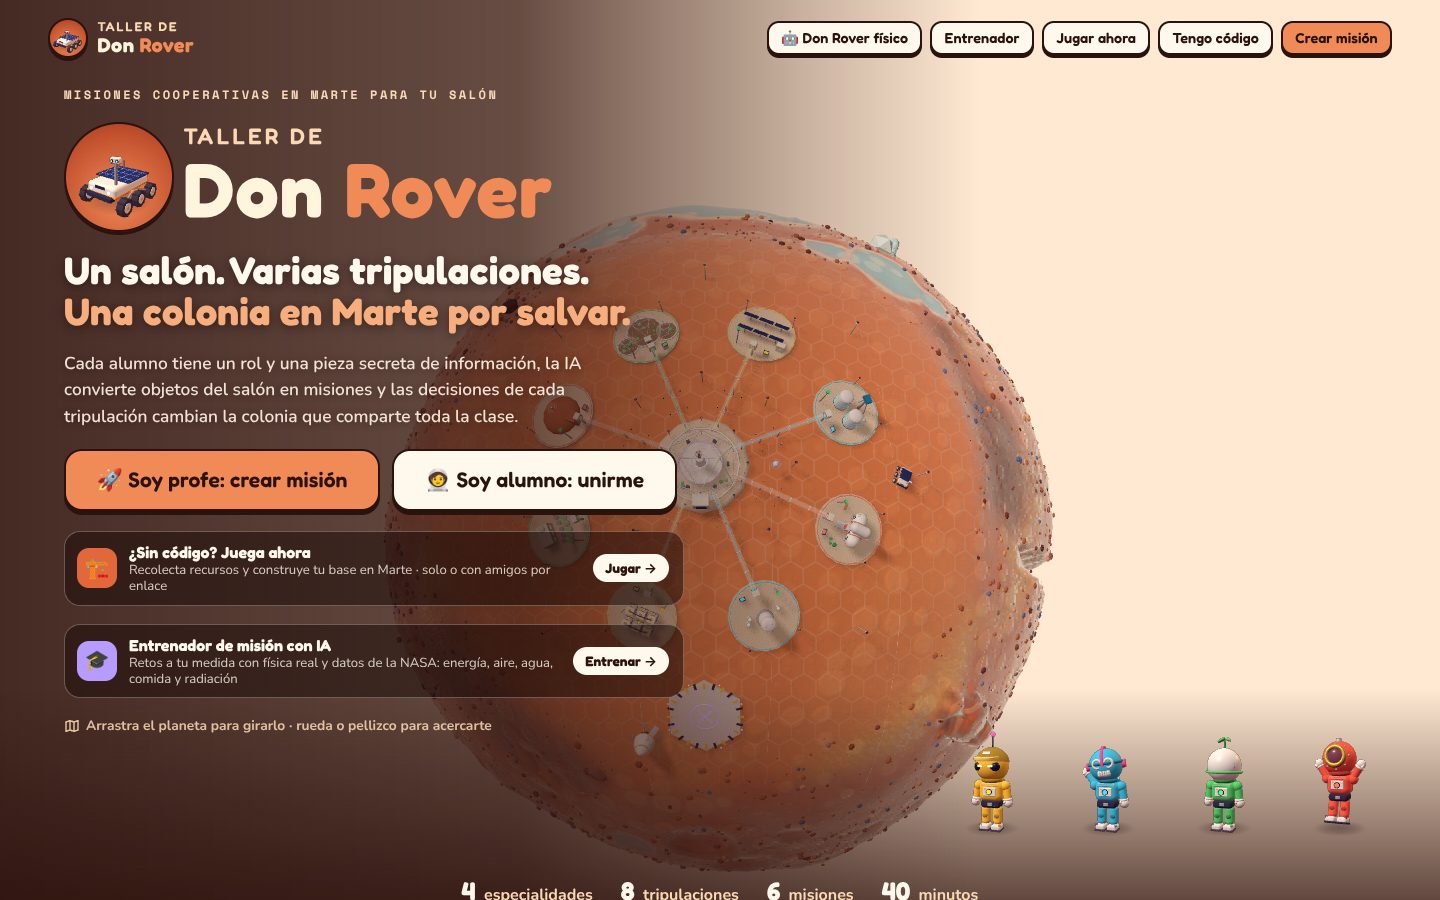 TALLER DE
Don Rover
🤖 Don Rover físico
Entrenador
Jugar ahora
Tengo código
Crear misión
MISIONES COOPERATIVAS EN MARTE PARA TU SALÓN
TALLER DE
Don Rover
Un salón. Varias tripulaciones.
Una colonia en Marte por salvar.
Cada alumno tiene un rol y una pieza secreta de información, la IA
convierte objetos del salón en misiones y las decisiones de cada
tripulación cambian la colonia que comparte toda la clase.
🚀 Soy profe: crear misión
🧑‍🚀 Soy alumno: unirme
¿Sin código? Juega ahora
Recolecta recursos y construye tu base en Marte · solo o con amigos por
enlace
Jugar →
Entrenador de misión con IA
Retos a tu medida con física real y datos de la NASA: energía, aire, agua,
comida y radiación
Entrenar →
Arrastra el planeta para girarlo · rueda o pellizco para acercarte
4 especialidades
8 tripulaciones
6 misiones
40 minutos